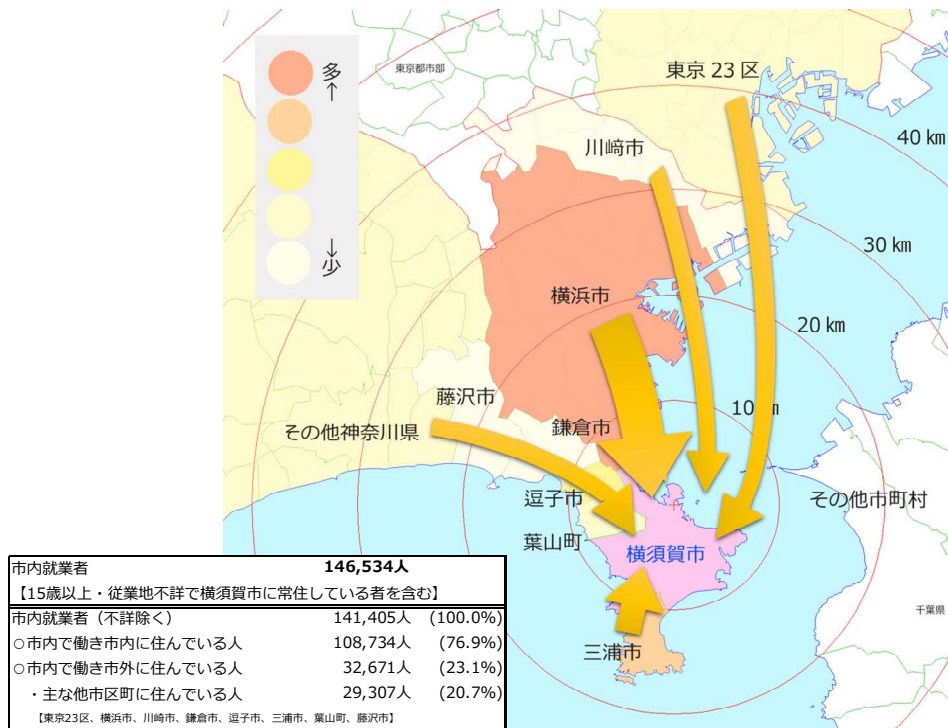 多
↑
↓
少
東京都市部
東京 23 区
川﨑市
40 km
30 km
横浜市
20 km
藤沢市
10 km
その他神奈川県
鎌倉市
逗子市
その他市町村
葉山町
横須賀市
千葉県
三浦市
市内就業者 146,534人
【15歳以上・従業地不詳で横須賀市に常住している者を含む】
市内就業者（不詳除く） 141,405人 (100.0%)
○市内で働き市内に住んでいる人 108,734人 (76.9%)
○市内で働き市外に住んでいる人 32,671人 (23.1%)
・主な他市区町に住んでいる人 29,307人 (20.7%)
【東京23区、横浜市、川崎市、鎌倉市、逗子市、三浦市、葉山町、藤沢市】